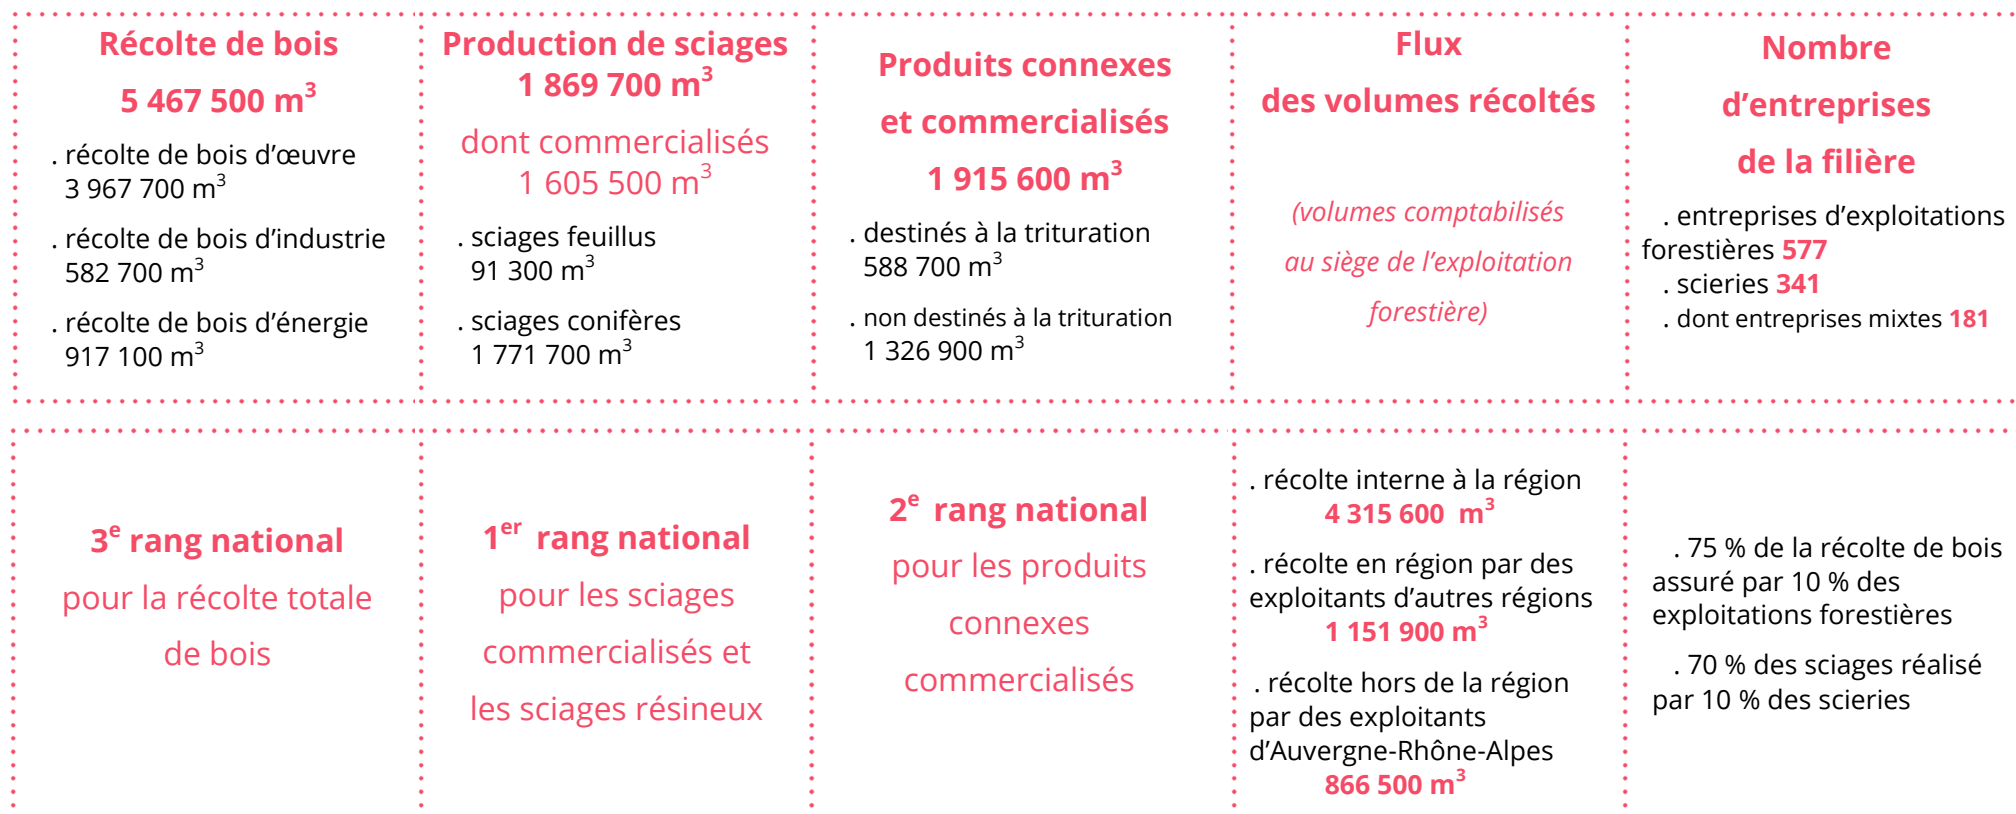 Récolte de bois
5 467 500 m³
. récolte de bois d’œuvre
3 967 700 m³
. récolte de bois d’industrie
582 700 m³
. récolte de bois d’énergie
917 100 m³
Production de sciages
1 869 700 m³
dont commercialisés
1 605 500 m³
. sciages feuillus
91 300 m³
. sciages conifères
1 771 700 m³
Produits connexes
et commercialisés
1 915 600 m³
. destinés à la trituration
588 700 m³
. non destinés à la trituration
1 326 900 m³
Flux
des volumes récoltés
(volumes comptabilisés
au siège de l’exploitation
forestière)
Nombre
d’entreprises
de la filière
. entreprises d’exploitations
forestières 577
. scieries 341
. dont entreprises mixtes 181
3ᵉ rang national
pour la récolte totale
de bois
1ᵉʳ rang national
pour les sciages
commercialisés et
les sciages résineux
2ᵉ rang national
pour les produits
connexes
commercialisés
. récolte interne à la région
4 315 600 m³
. récolte en région par des
exploitants d’autres régions
1 151 900 m³
. récolte hors de la région
par des exploitants
d’Auvergne-Rhône-Alpes
866 500 m³
. 75 % de la récolte de bois
assuré par 10 % des
exploitations forestières
. 70 % des sciages réalisé
par 10 % des scieries